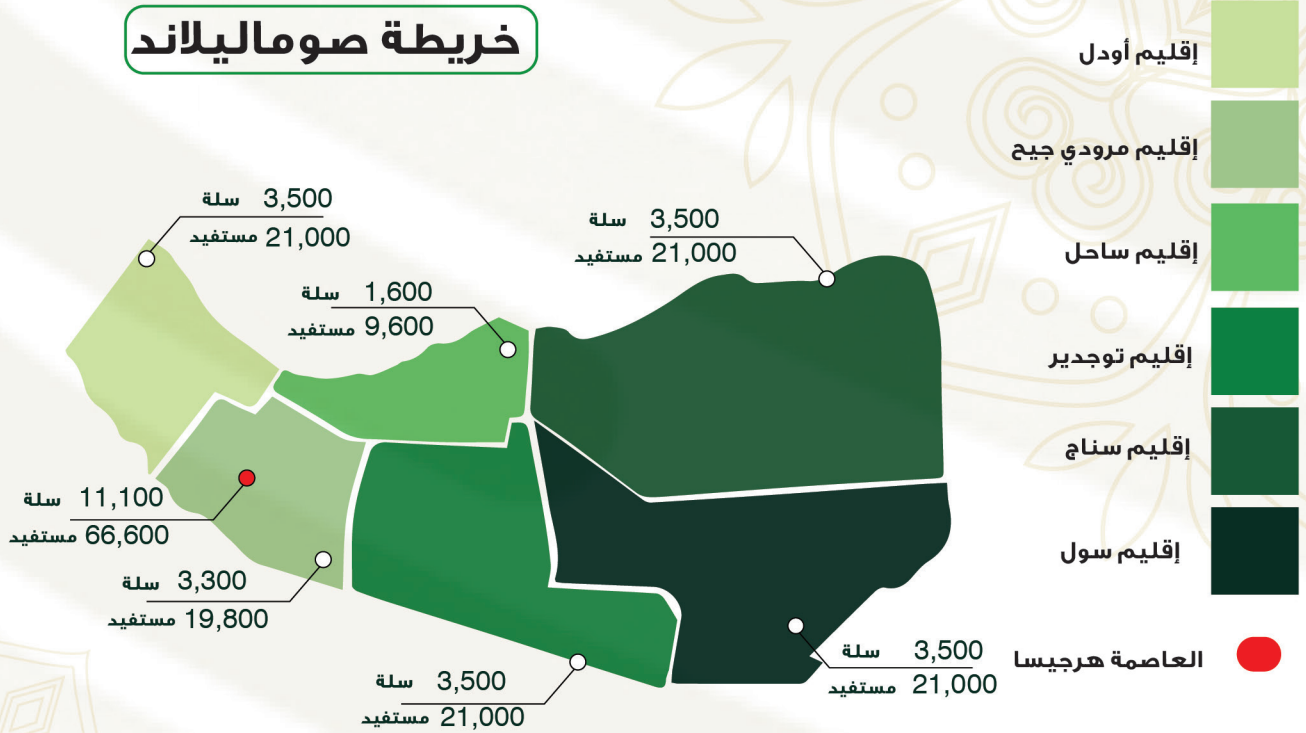 خريطة صوماليلاند
إقليم أودل
إقليم مرودي جيح
إقليم ساحل
إقليم توجدير
إقليم سناج
إقليم سول
العاصمة هرجيسا
3,500 سلة
21,000 مستفيد
3,500 سلة
21,000 مستفيد
1,600 سلة
9,600 مستفيد
11,100 سلة
66,600 مستفيد
3,300 سلة
19,800 مستفيد
3,500 سلة
21,000 مستفيد
3,500 سلة
21,000 مستفيد